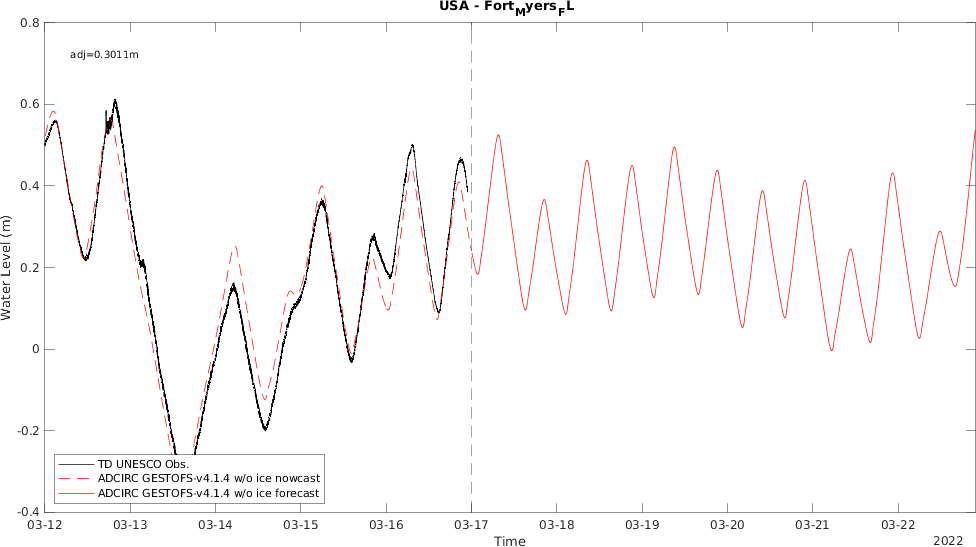 USA - Fort_Myers_FL
adj=0.3011m
0.8
0.6
0.4
0.2
0
-0.2
-0.4
Water Level (m)
TD UNESCO Obs.
ADCIRC GESTOFS-v4.1.4 w/o ice nowcast
ADCIRC GESTOFS-v4.1.4 w/o ice forecast
03-12 03-13 03-14 03-15 03-16 03-17 03-18 03-19 03-20 03-21 03-22
Time
2022